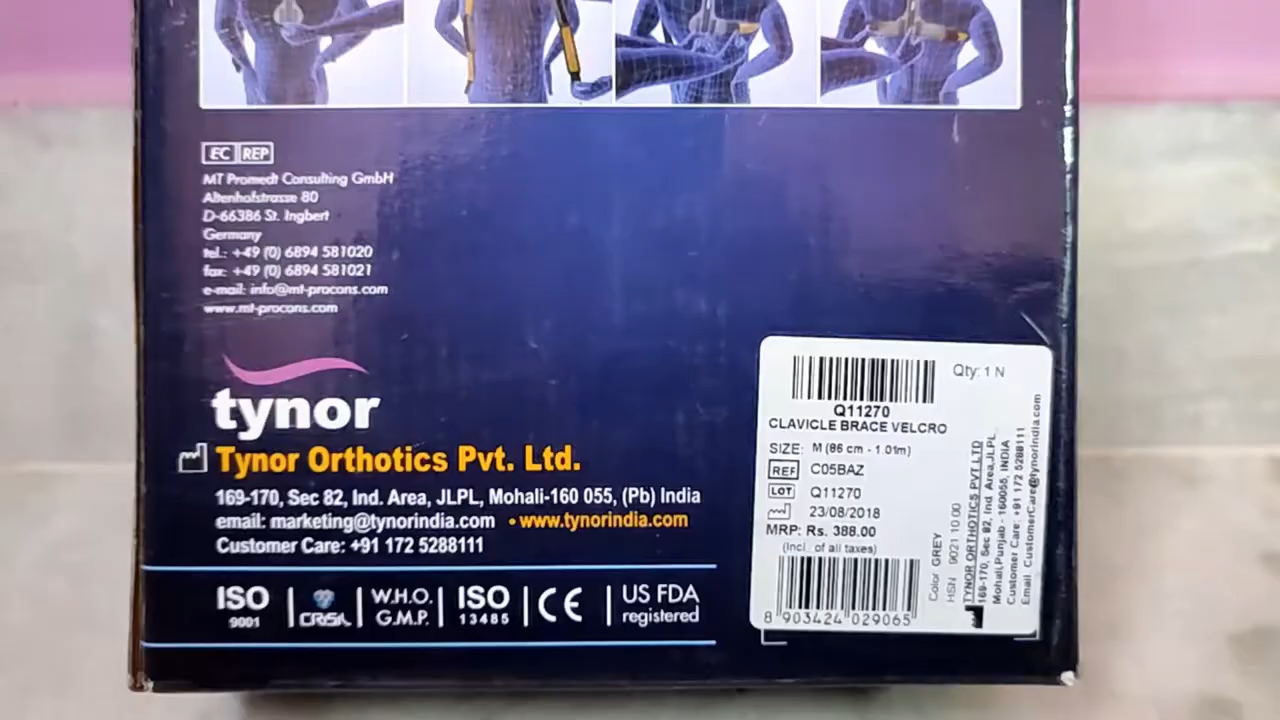 EC REP
MT Promedt Consulting GmbH
Altenhofstrasse 80
D-66386 St. Ingbert
Germany
tel.: +49 (0) 6894 581020
fax: +49 (0) 6894 581021
e-mail: info@mt-procons.com
www.mt-procons.com
tynor
Tynor Orthotics Pvt. Ltd.
169-170, Sec 82, Ind. Area, JLPL, Mohali-160 055, (Pb) India
email: marketing@tynorindia.com • www.tynorindia.com
Customer Care: +91 172 5288111
ISO 9001
CRISIL
W.H.O. G.M.P.
ISO 13485
CE
US FDA registered
Qty: 1 N
Q11270
CLAVICLE BRACE VELCRO
SIZE: M (86 cm - 1.01m)
REF C05BAZ
LOT Q11270
23/08/2018
MRP: Rs. 388.00
(Incl. of all taxes)
8 903424 029065
Color GREY
HSN 9021 10 00
TYNOR ORTHOTICS PVT LTD
169-170, Sec 82, Ind. Area,JLPL
Mohali,Punjab - 160055, INDIA
Customer Care: +91 172 5288111
Email CustomerCare@tynorindia.com